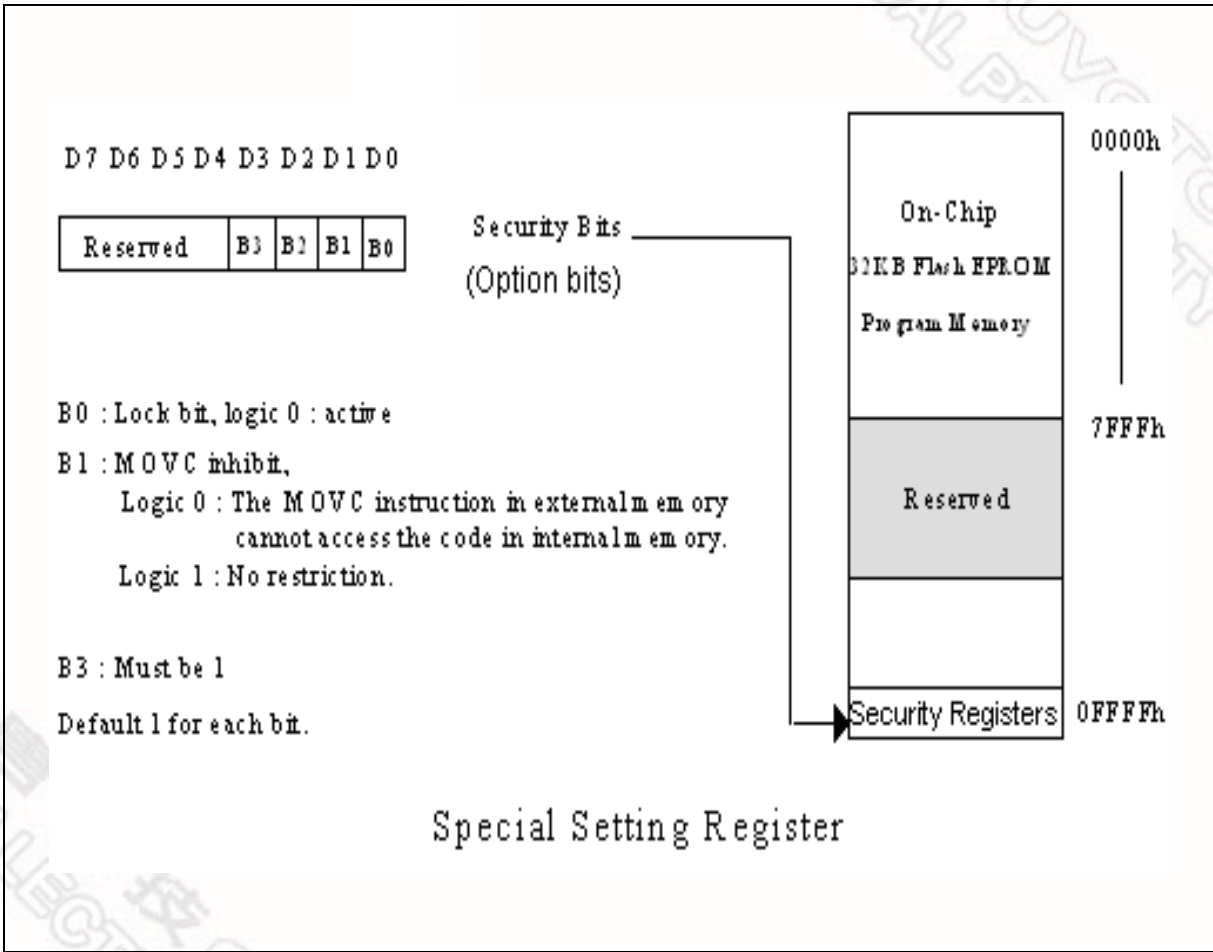 D7 D6 D5 D4 D3 D2 D1 D0
Reserved B3 B2 B1 B0
Security Bits
(Option bits)
B0 : Lock bit, logic 0 : active
B1 : MOVC inhibit,
Logic 0 : The MOVC instruction in external memory
cannot access the code in internal memory.
Logic 1 : No restriction.
B3 : Must be 1
Default 1 for each bit.
0000h
On-Chip
32KB Flash EPROM
Program Memory
7FFFh
Reserved
Security Registers 0FFFFh
Special Setting Register